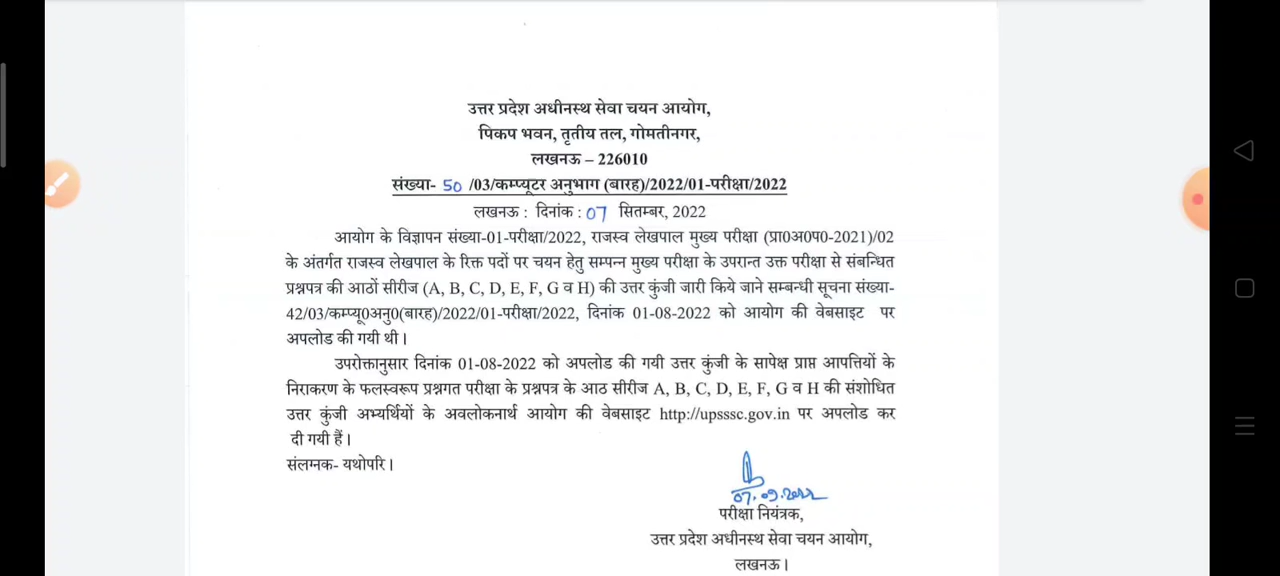 उत्तर प्रदेश अधीनस्थ सेवा चयन आयोग,
पिकप भवन, तृतीय तल, गोमतीनगर,
लखनऊ – 226010
संख्या- 50 /03/कम्प्यूटर अनुभाग (बारह)/2022/01-परीक्षा/2022
लखनऊ : दिनांक : 07 सितम्बर, 2022
आयोग के विज्ञापन संख्या-01-परीक्षा/2022, राजस्व लेखपाल मुख्य परीक्षा (प्रा0अ0प0-2021)/02
के अंतर्गत राजस्व लेखपाल के रिक्त पदों पर चयन हेतु सम्पन्न मुख्य परीक्षा के उपरान्त उक्त परीक्षा से संबन्धित
प्रश्नपत्र की आठों सीरीज (A, B, C, D, E, F, G व H) की उत्तर कुंजी जारी किये जाने सम्बन्धी सूचना संख्या-
42/03/कम्प्यू0अनु0(बारह)/2022/01-परीक्षा/2022, दिनांक 01-08-2022 को आयोग की वेबसाइट पर
अपलोड की गयी थी।
उपरोक्तानुसार दिनांक 01-08-2022 को अपलोड की गयी उत्तर कुंजी के सापेक्ष प्राप्त आपत्तियों के
निराकरण के फलस्वरूप प्रश्नगत परीक्षा के प्रश्नपत्र के आठ सीरीज A, B, C, D, E, F, G व H की संशोधित
उत्तर कुंजी अभ्यर्थियों के अवलोकनार्थ आयोग की वेबसाइट http://upsssc.gov.in पर अपलोड कर
दी गयी हैं।
संलग्नक- यथोपरि।
07.09.2022
परीक्षा नियंत्रक,
उत्तर प्रदेश अधीनस्थ सेवा चयन आयोग,
लखनऊ।